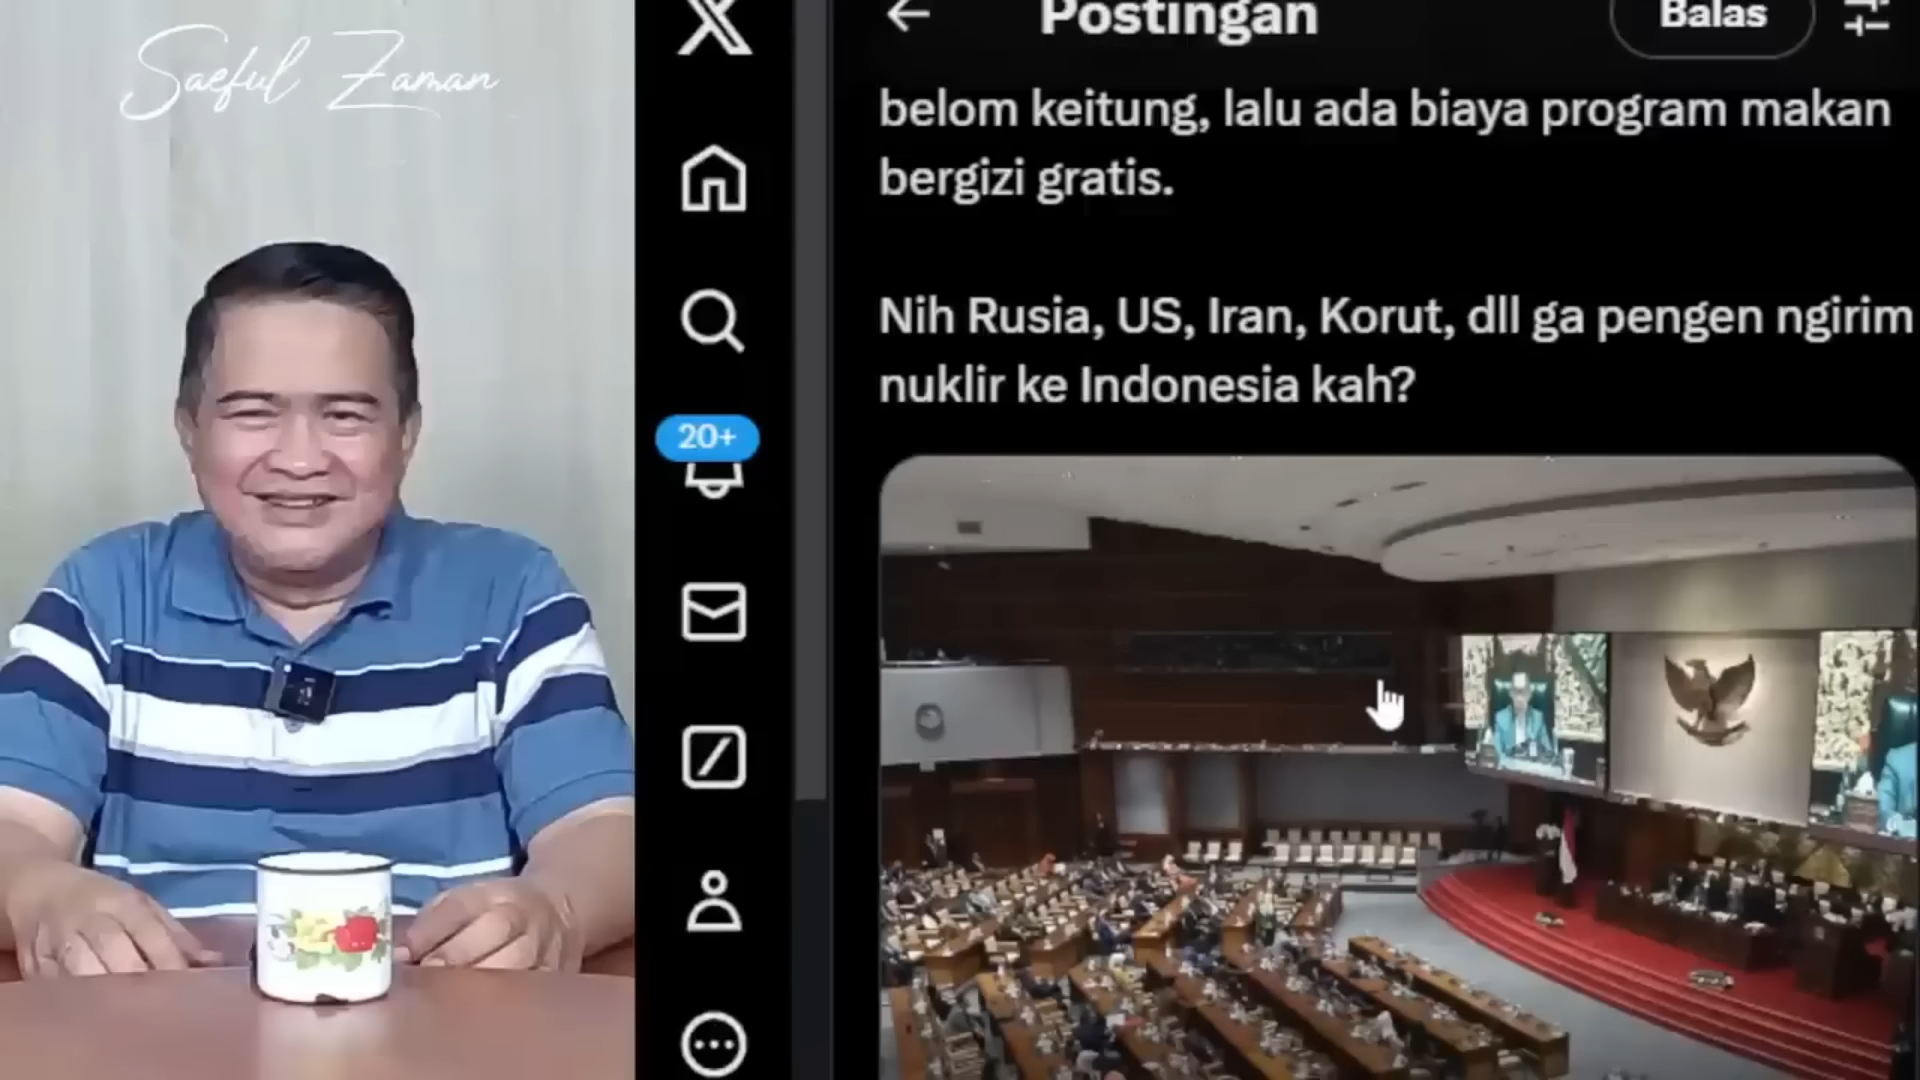 Saeful Zaman
20+
Postingan
Balas
belom keitung, lalu ada biaya program makan
bergizi gratis.
Nih Rusia, US, Iran, Korut, dll ga pengen ngirim
nuklir ke Indonesia kah?